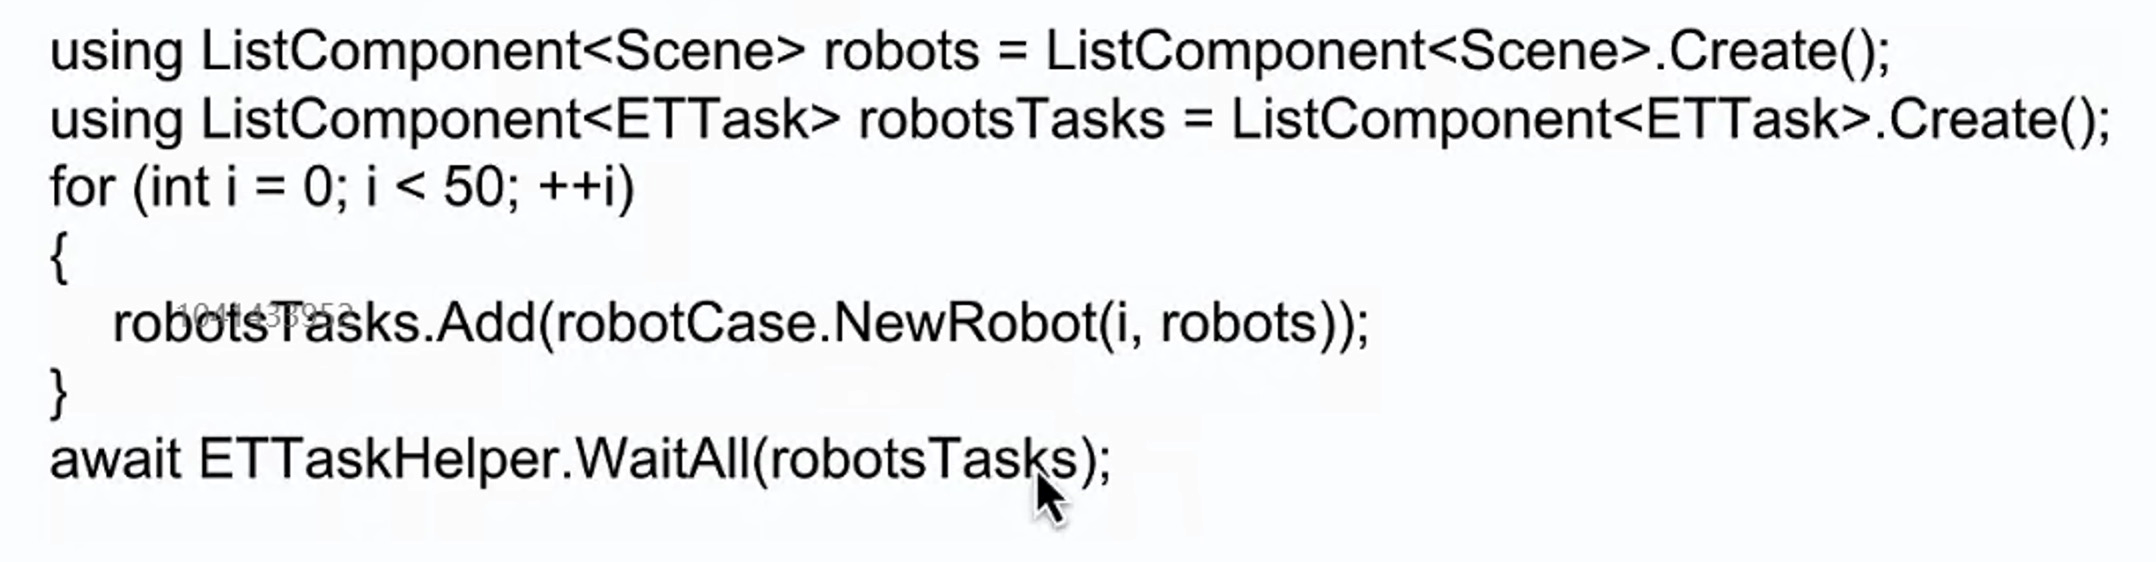 using ListComponent<Scene> robots = ListComponent<Scene>.Create();
using ListComponent<ETTask> robotsTasks = ListComponent<ETTask>.Create();
for (int i = 0; i < 50; ++i)
{
    robotsTasks.Add(robotCase.NewRobot(i, robots));
}
await ETTaskHelper.WaitAll(robotsTasks);